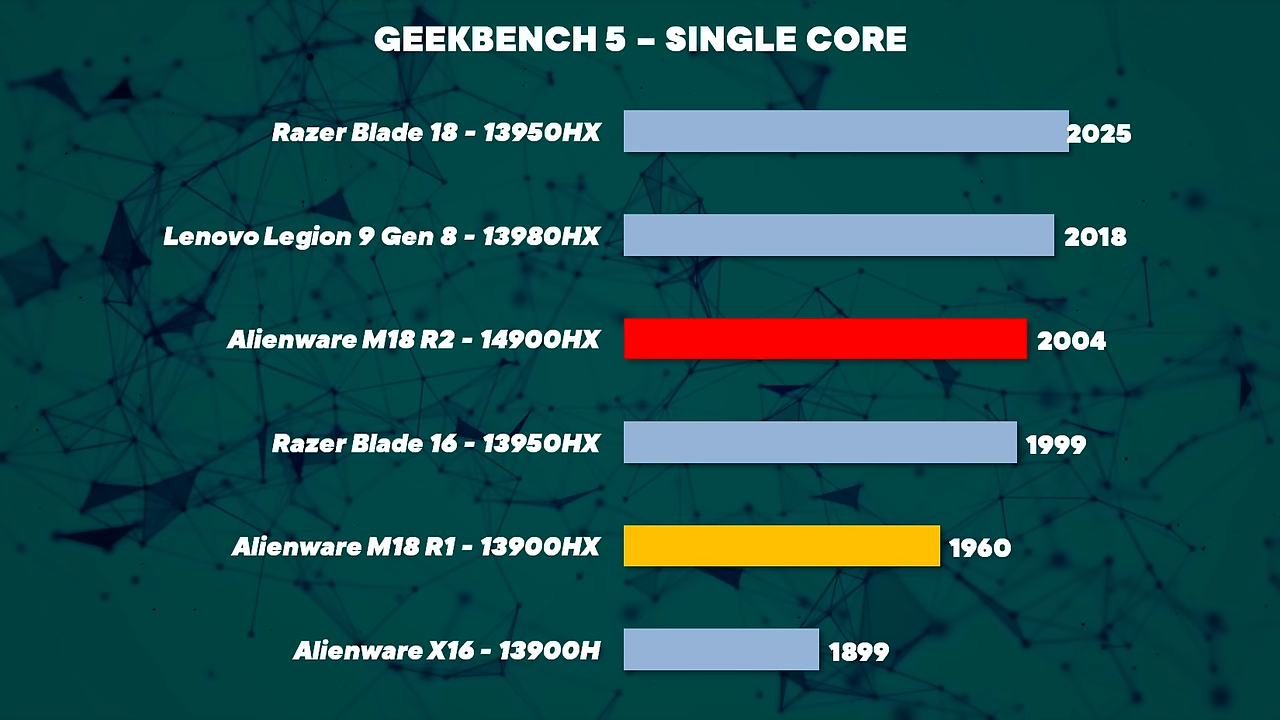 GEEKBENCH 5 – SINGLE CORE
Razer Blade 18 - 13950HX 2025
Lenovo Legion 9 Gen 8 - 13980HX 2018
Alienware M18 R2 - 14900HX 2004
Razer Blade 16 - 13950HX 1999
Alienware M18 R1 - 13900HX 1960
Alienware X16 - 13900H 1899